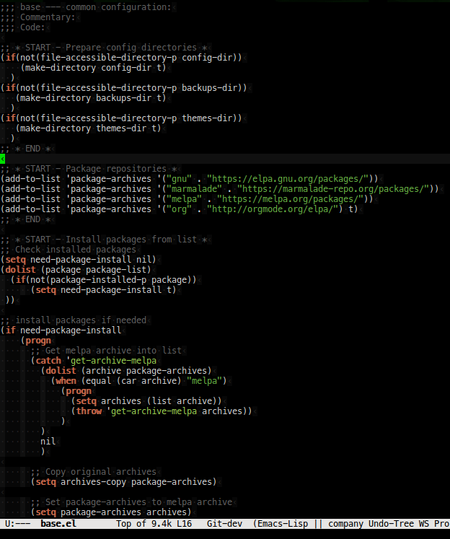 ;;; base --- common configuration:
;;; Commentary:
;;; Code:
;; * START - Prepare config directories *
(if(not(file-accessible-directory-p config-dir))
(make-directory config-dir t)
)
(if(not(file-accessible-directory-p backups-dir))
(make-directory backups-dir t)
)
(if(not(file-accessible-directory-p themes-dir))
(make-directory themes-dir t)
)
;; * END *
;; * START - Package repositories *
(add-to-list 'package-archives '("gnu" . "https://elpa.gnu.org/packages/"))
(add-to-list 'package-archives '("marmalade" . "https://marmalade-repo.org/packages/"))
(add-to-list 'package-archives '("melpa" . "https://melpa.org/packages/"))
(add-to-list 'package-archives '("org" . "http://orgmode.org/elpa/") t)
;; * END *
;; * START - Install packages from list *
;; Check installed packages
(setq need-package-install nil)
(dolist (package package-list)
(if(not(package-installed-p package))
(setq need-package-install t)
))
;; install packages if needed
(if need-package-install
(progn
;; Get melpa archive into list
(catch 'get-archive-melpa
(dolist (archive package-archives)
(when (equal (car archive) "melpa")
(progn
(setq archives (list archive))
(throw 'get-archive-melpa archives))
)
)
nil
)
;; Copy original archives
(setq archives-copy package-archives)
;; Set package-archives to melpa archive
(setq package-archives archives)
U:--- base.el Top of 9.4k L16 Git-dev (Emacs-Lisp || company Undo-Tree WS Pro